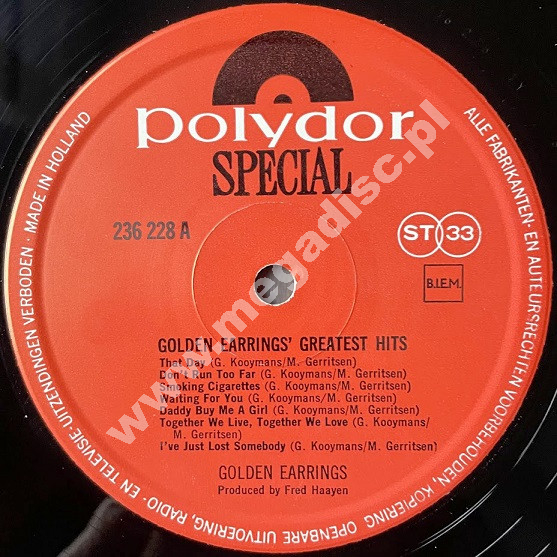 polydor
SPECIAL
236 228 A
ST 33
B.I.E.M.
GOLDEN EARRINGS' GREATEST HITS
That Day (G. Kooymans/M. Gerritsen)
Don't Run Too Far (G. Kooymans/M. Gerritsen)
Smoking Cigarettes (G. Kooymans/M. Gerritsen)
Waiting For You (G. Kooymans/M. Gerritsen)
Daddy Buy Me A Girl (G. Kooymans/M. Gerritsen)
Together We Live, Together We Love (G. Kooymans/
M. Gerritsen)
I've Just Lost Somebody (G. Kooymans/M. Gerritsen)
GOLDEN EARRINGS
Produced by Fred Haayen
ALLE FABRIKANTEN- EN AUTEURSRECHTEN VOORBEHOUDEN, KOPIERING OPENBARE UITVOERING, RADIO- EN TELEVISIE-UITZENDINGEN VERBODEN · MADE IN HOLLAND
www.megadisc.pl